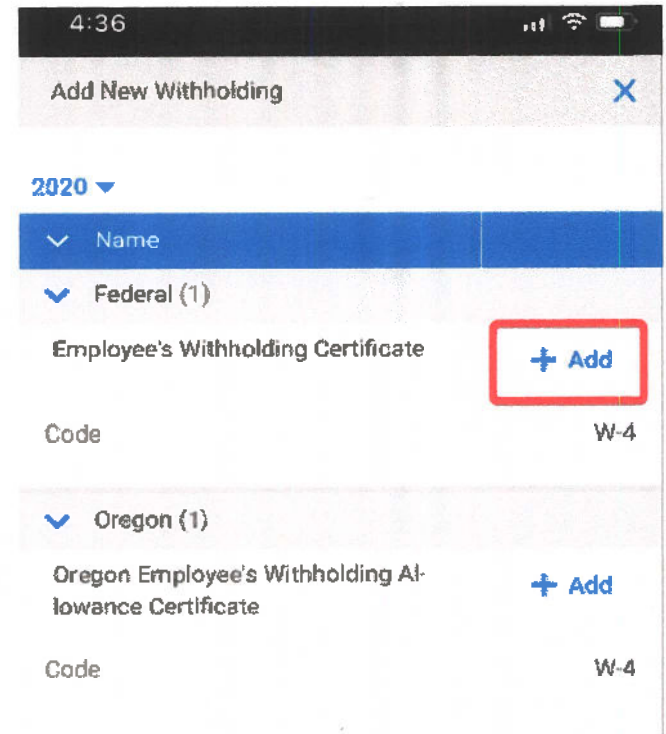 4:36
Add New Withholding
2020
Name
Federal (1)
Employee's Withholding Certificate
+ Add
Code W-4
Oregon (1)
Oregon Employee's Withholding Al-
lowance Certificate
+ Add
Code W-4